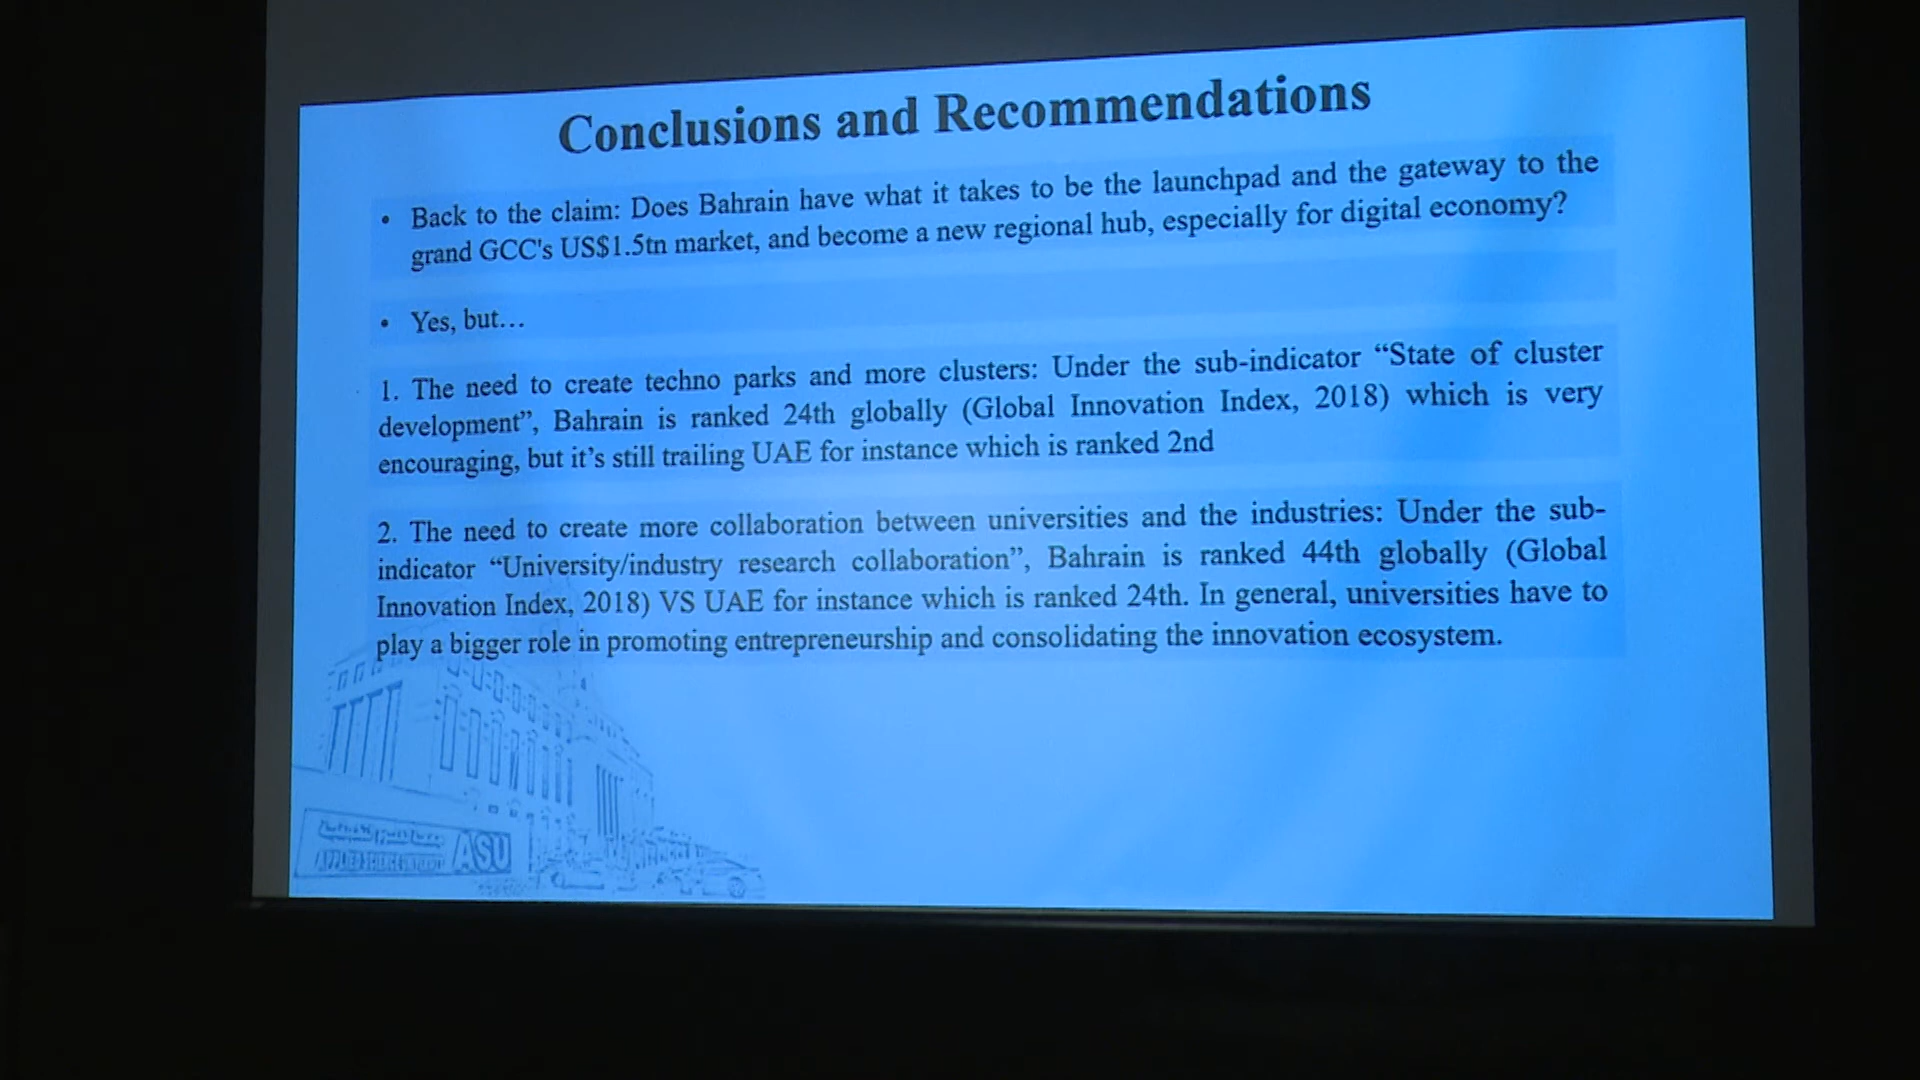 Conclusions and Recommendations
• Back to the claim: Does Bahrain have what it takes to be the launchpad and the gateway to the
grand GCC's US$1.5tn market, and become a new regional hub, especially for digital economy?
• Yes, but…
1. The need to create techno parks and more clusters: Under the sub-indicator “State of cluster
development”, Bahrain is ranked 24th globally (Global Innovation Index, 2018) which is very
encouraging, but it’s still trailing UAE for instance which is ranked 2nd
2. The need to create more collaboration between universities and the industries: Under the sub-
indicator “University/industry research collaboration”, Bahrain is ranked 44th globally (Global
Innovation Index, 2018) VS UAE for instance which is ranked 24th. In general, universities have to
play a bigger role in promoting entrepreneurship and consolidating the innovation ecosystem.
ASU